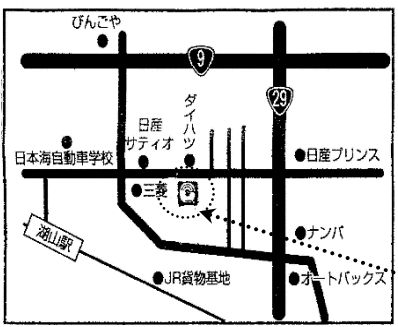 びんごや
9
29
ダイハツ
日産
サティオ
日本海自動車学校
日産プリンス
三菱
湖山駅
ナンバ
JR貨物基地
オートバックス